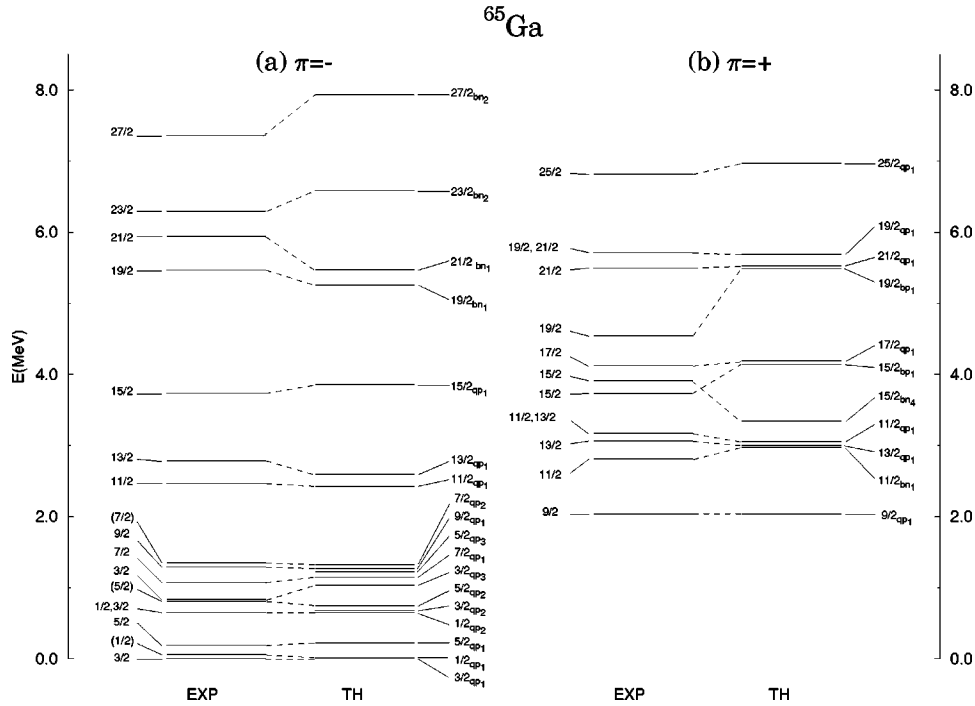 ⁶⁵Ga
(a) π=-
(b) π=+
E(MeV)
8.0
6.0
4.0
2.0
0.0
27/2
23/2
21/2
19/2
15/2
13/2
11/2
(7/2)
9/2
7/2
3/2
(5/2)
1/2,3/2
5/2
(1/2)
3/2
27/2bn₂
23/2bn₂
21/2bn₁
19/2bn₁
15/2qp₁
13/2qp₁
11/2qp₁
7/2qp₂
9/2qp₁
5/2qp₃
7/2qp₁
3/2qp₃
5/2qp₂
3/2qp₂
1/2qp₂
5/2qp₁
1/2qp₁
3/2qp₁
EXP
TH
25/2
19/2, 21/2
21/2
19/2
17/2
15/2
15/2
11/2,13/2
13/2
11/2
9/2
25/2qp₁
19/2qp₁
21/2qp₁
19/2bp₁
17/2qp₁
15/2bp₁
15/2bn₄
11/2qp₁
13/2qp₁
11/2bn₁
9/2qp₁
EXP
TH
8.0
6.0
4.0
2.0
0.0